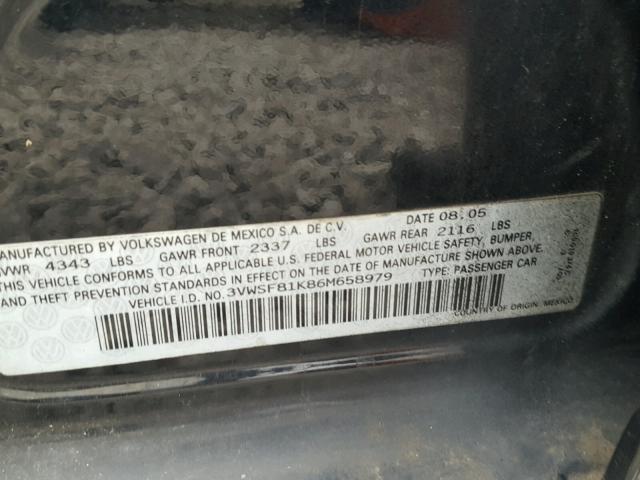 MANUFACTURED BY VOLKSWAGEN DE MEXICO S.A. DE C.V. DATE 08.05
GVWR 4343 LBS GAWR FRONT 2337 LBS GAWR REAR 2116 LBS
THIS VEHICLE CONFORMS TO ALL APPLICABLE U.S. FEDERAL MOTOR VEHICLE SAFETY, BUMPER,
AND THEFT PREVENTION STANDARDS IN EFFECT ON THE DATE OF MANUFACTURE SHOWN ABOVE.
VEHICLE I.D. NO. 3VWSF81K86M658979 TYPE: PASSENGER CAR
COUNTRY OF ORIGIN: MEXICO